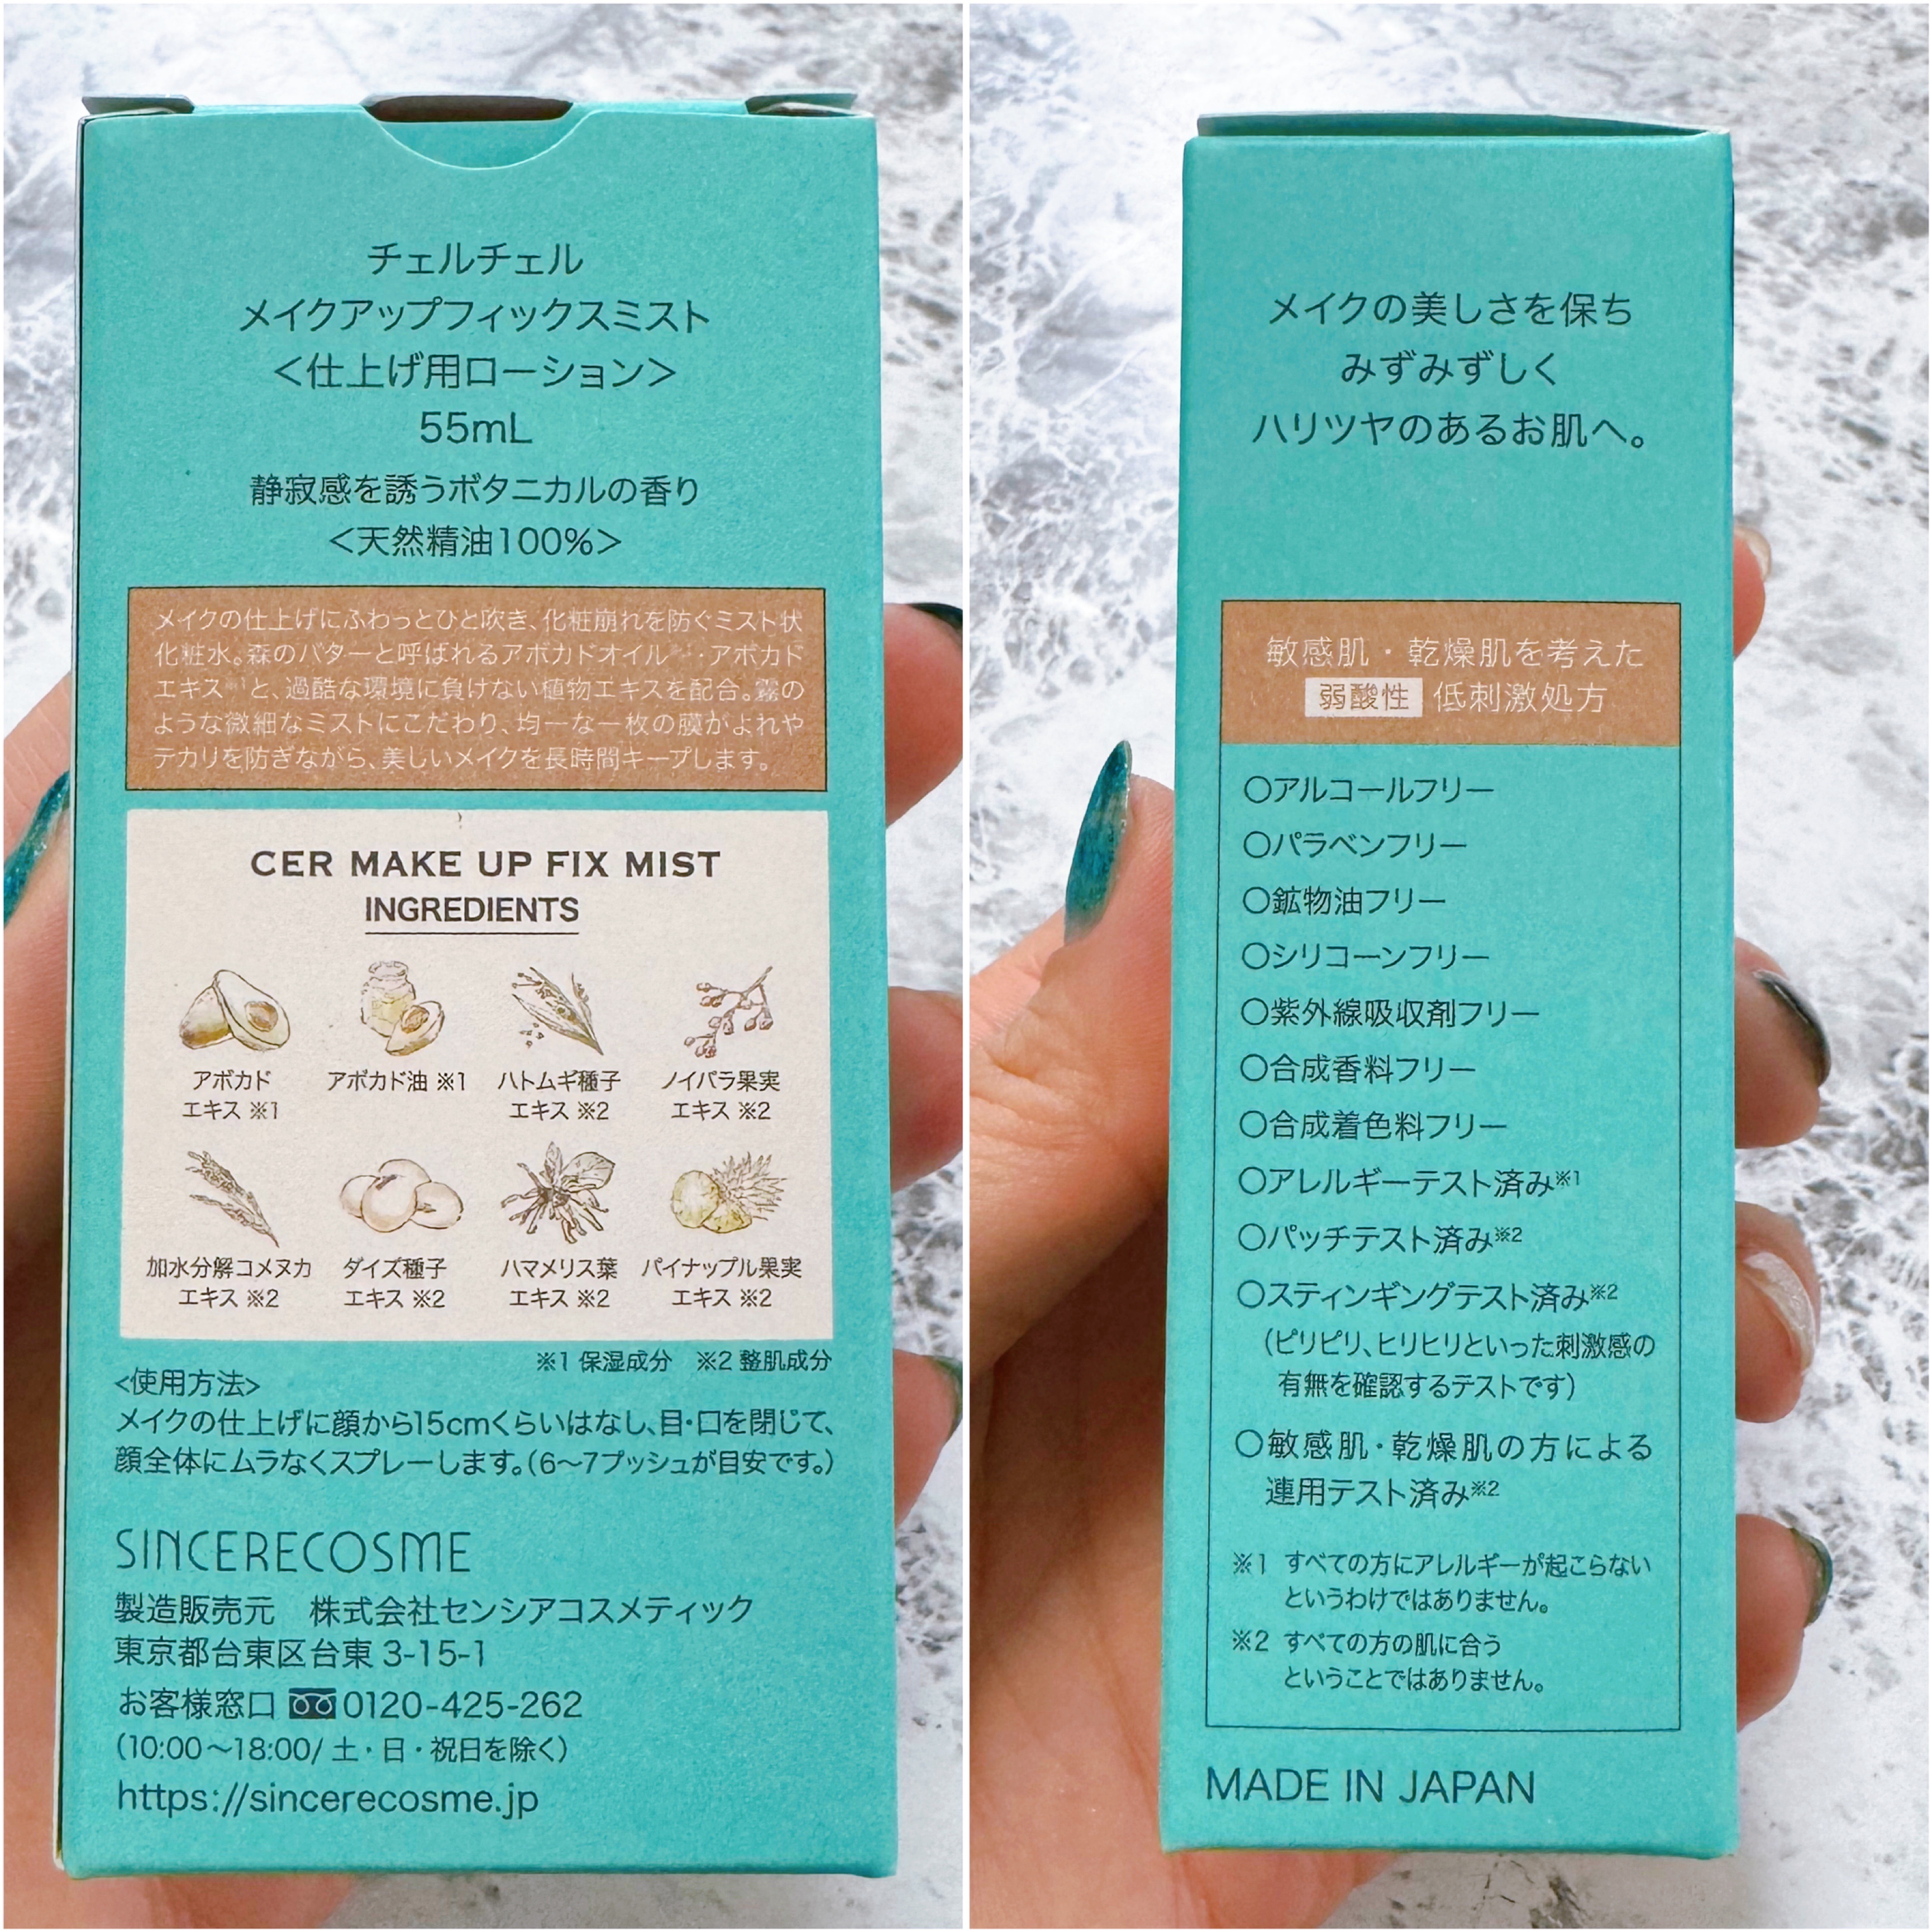 チェルチェル
メイクアップフィックスミスト
＜仕上げ用ローション＞
55mL
静寂感を誘うボタニカルの香り
＜天然精油100%＞
メイクの仕上げにふわっとひと吹き、化粧崩れを防ぐミスト状
化粧水。森のバターと呼ばれるアボカドオイル※1・アボカド
エキス※1と、過酷な環境に負けない植物エキスを配合。霧の
ような微細なミストにこだわり、均一な一枚の膜がよれや
テカリを防ぎながら、美しいメイクを長時間キープします。
CER MAKE UP FIX MIST
INGREDIENTS
アボカド
エキス ※1
アボカド油 ※1
ハトムギ種子
エキス ※2
ノイバラ果実
エキス ※2
加水分解コメヌカ
エキス ※2
ダイズ種子
エキス ※2
ハマメリス葉
エキス ※2
パイナップル果実
エキス ※2
※1 保湿成分　※2 整肌成分
<使用方法>
メイクの仕上げに顔から15cmくらいはなし、目・口を閉じて、
顔全体にムラなくスプレーします。（6〜7プッシュが目安です。）
SINCERECOSME
製造販売元　株式会社センシアコスメティック
東京都台東区台東 3-15-1
お客様窓口 0120-425-262
（10:00〜18:00/ 土・日・祝日を除く）
https://sincerecosme.jp
メイクの美しさを保ち
みずみずしく
ハリツヤのあるお肌へ。
敏感肌・乾燥肌を考えた
弱酸性 低刺激処方
○アルコールフリー
○パラベンフリー
○鉱物油フリー
○シリコーンフリー
○紫外線吸収剤フリー
○合成香料フリー
○合成着色料フリー
○アレルギーテスト済み※1
○パッチテスト済み※2
○スティンギングテスト済み※2
（ピリピリ、ヒリヒリといった刺激感の
有無を確認するテストです）
○敏感肌・乾燥肌の方による
連用テスト済み※2
※1 すべての方にアレルギーが起こらない
というわけではありません。
※2 すべての方の肌に合う
ということではありません。
MADE IN JAPAN